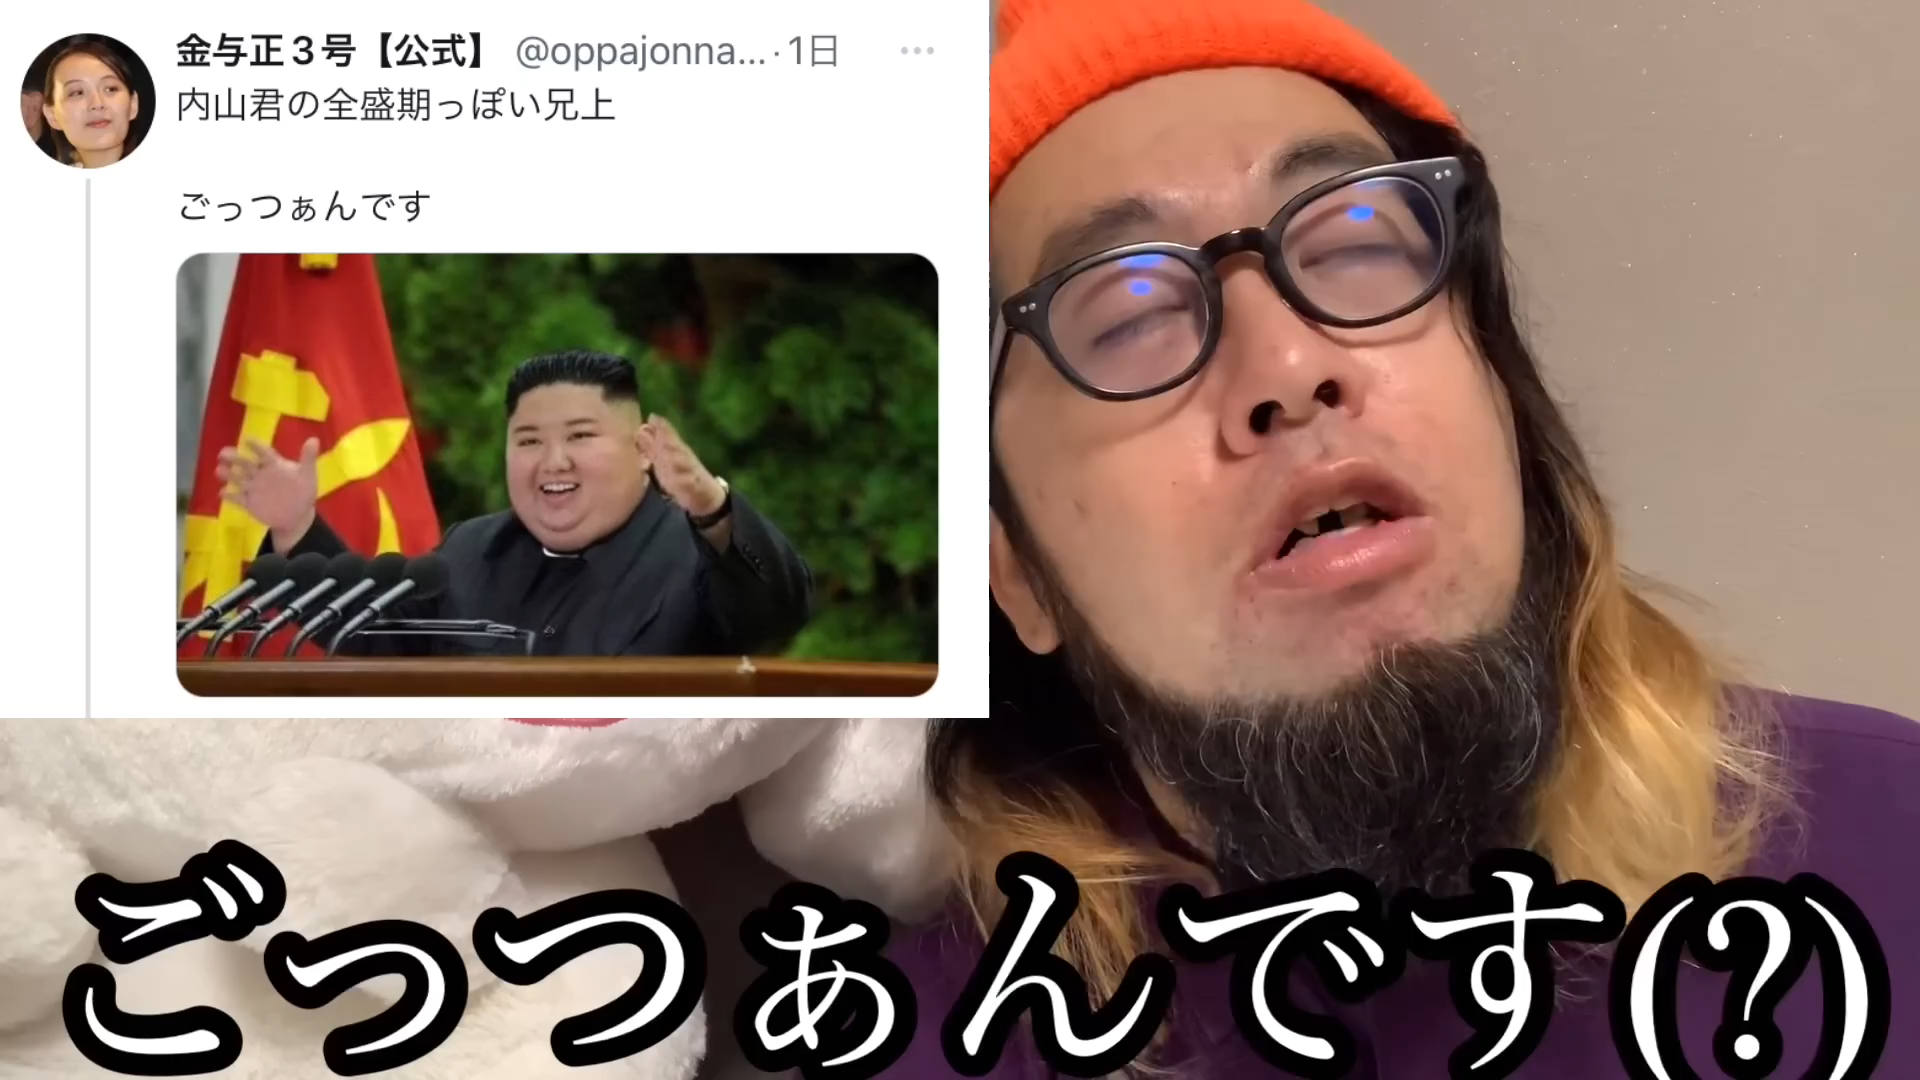 金与正3号【公式】 @oppajonna... · 1日
内山君の全盛期っぽい兄上
ごっつぁんです
ごっつぁんです(?)